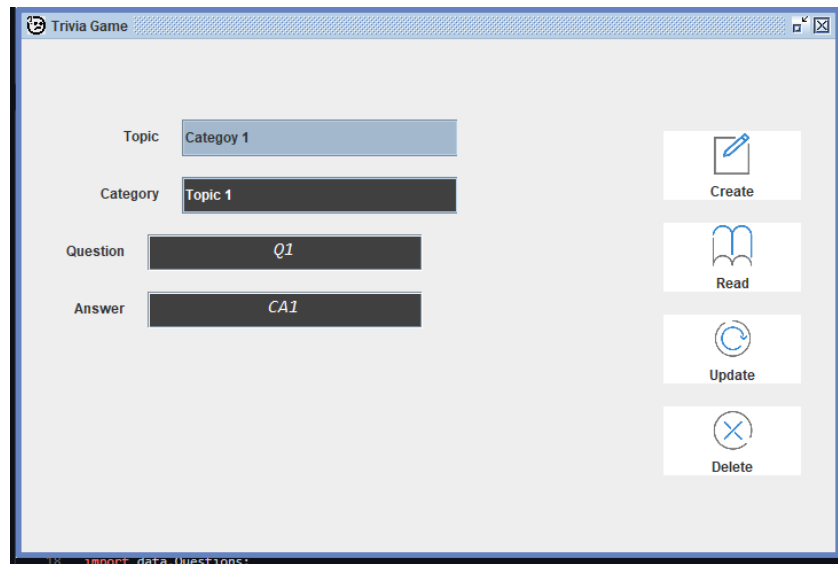 Trivia Game
Topic Categoy 1
Category Topic 1
Question Q1
Answer CA1
Create
Read
Update
Delete
18 import data.Questions;